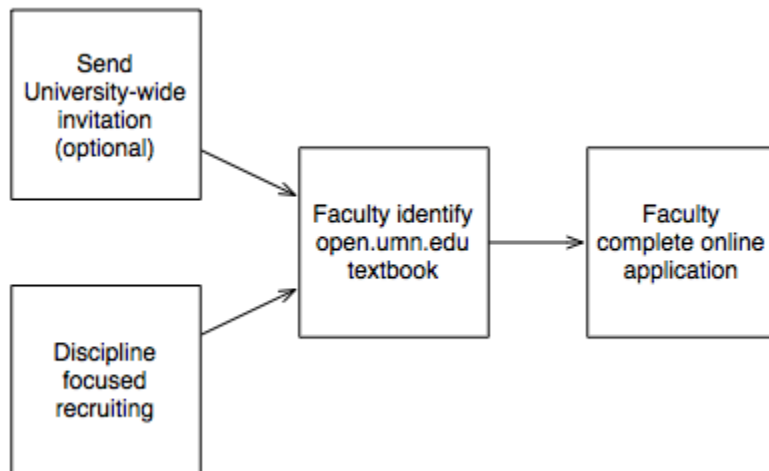 Send
University-wide
invitation
(optional)
Faculty identify
open.umn.edu
textbook
Faculty
complete online
application
Discipline
focused
recruiting